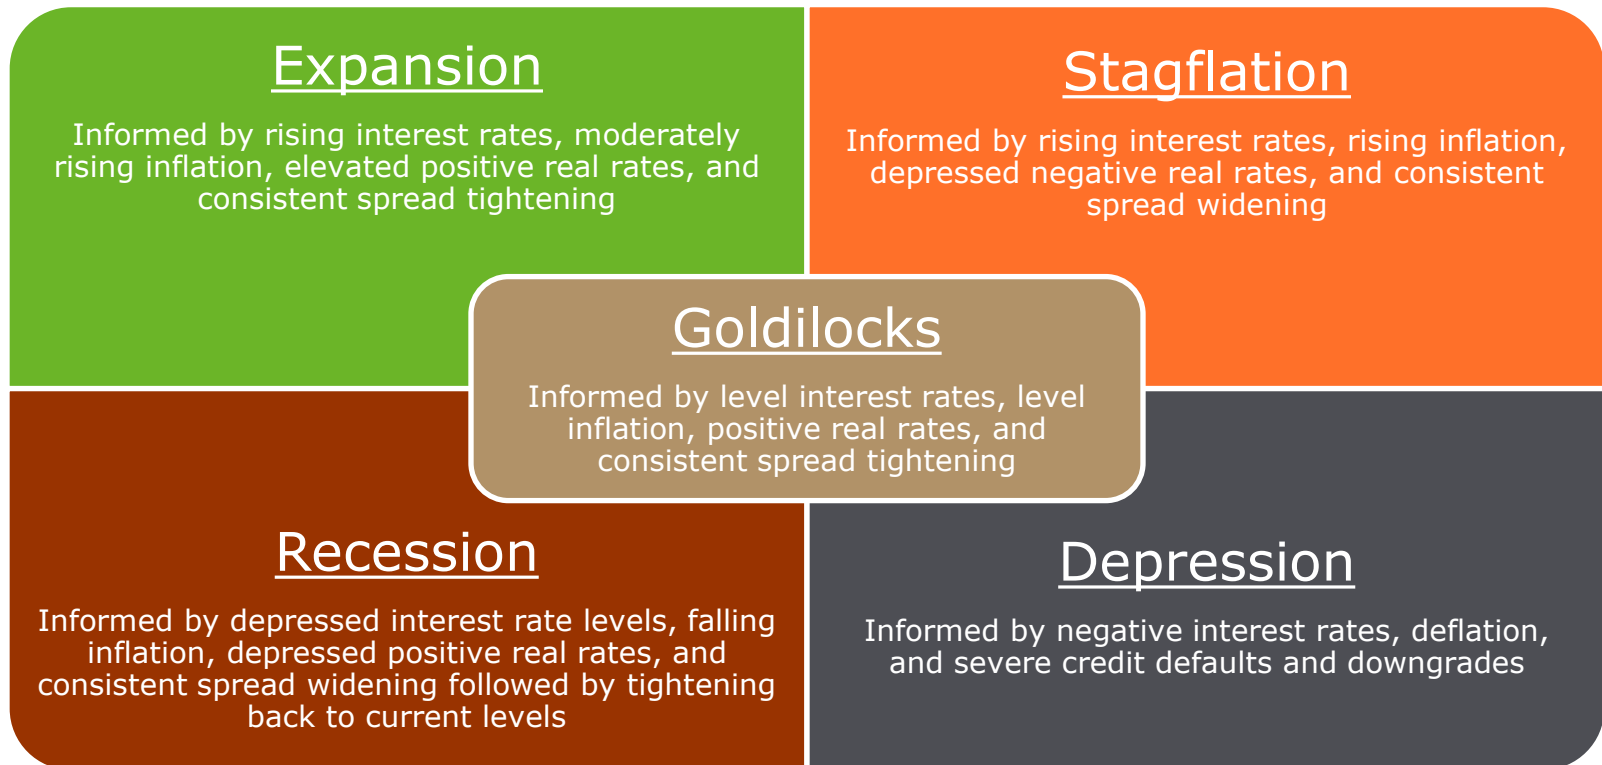 Expansion
Informed by rising interest rates, moderately
rising inflation, elevated positive real rates, and
consistent spread tightening
Stagflation
Informed by rising interest rates, rising inflation,
depressed negative real rates, and consistent
spread widening
Goldilocks
Informed by level interest rates, level
inflation, positive real rates, and
consistent spread tightening
Recession
Informed by depressed interest rate levels, falling
inflation, depressed positive real rates, and
consistent spread widening followed by tightening
back to current levels
Depression
Informed by negative interest rates, deflation,
and severe credit defaults and downgrades